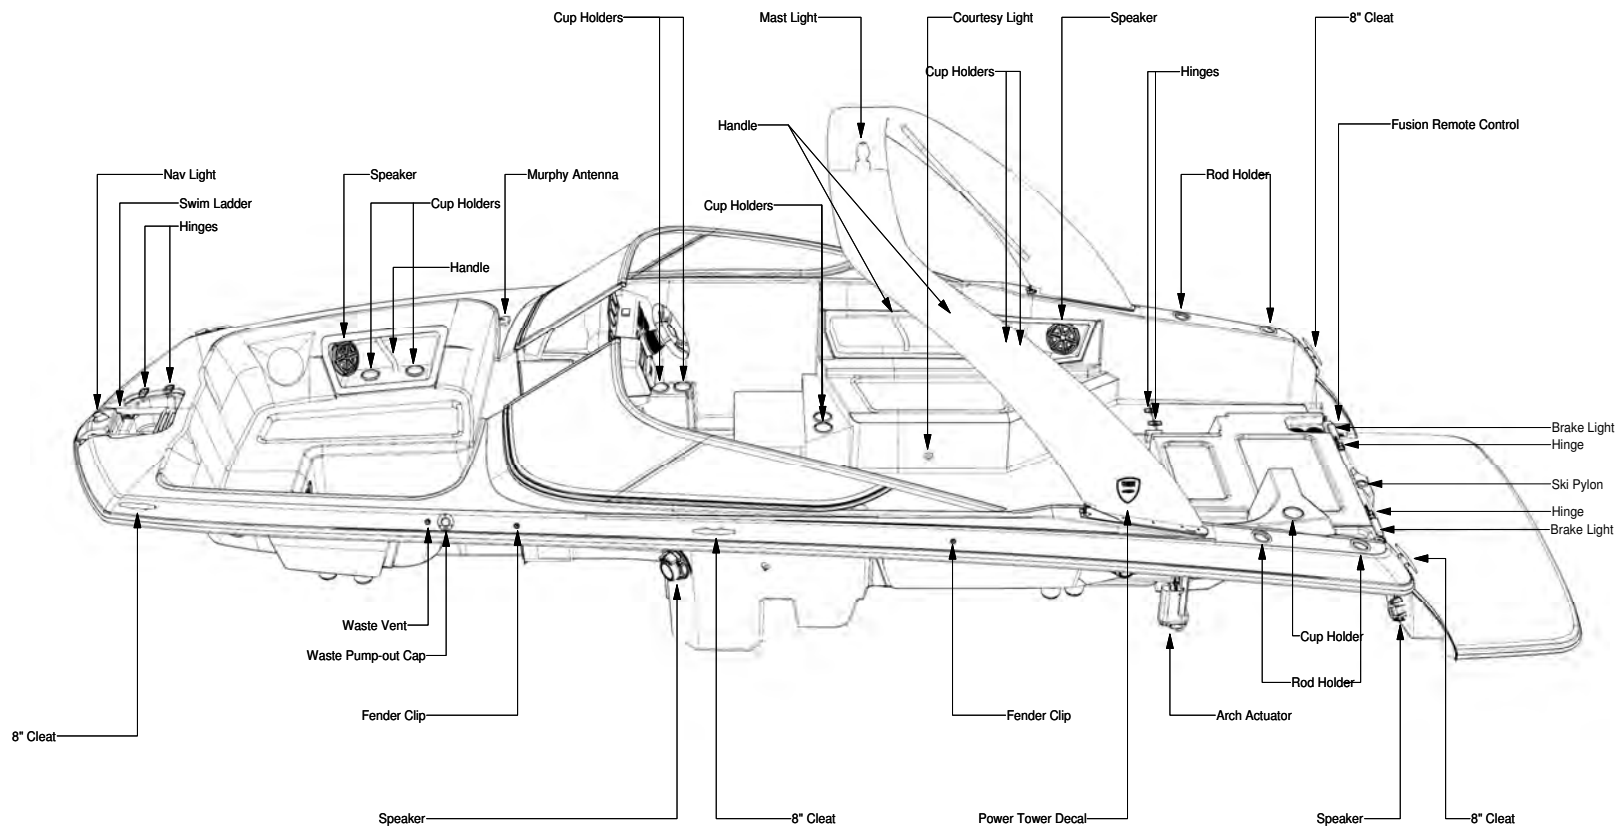 Cup Holders
Mast Light
Courtesy Light
Speaker
8" Cleat
Cup Holders
Hinges
Handle
Fusion Remote Control
Nav Light
Speaker
Murphy Antenna
Rod Holder
Swim Ladder
Cup Holders
Cup Holders
Hinges
Handle
Brake Light
Hinge
Ski Pylon
Hinge
Brake Light
Waste Vent
Cup Holder
Waste Pump-out Cap
Rod Holder
Fender Clip
Fender Clip
Arch Actuator
8" Cleat
Speaker
8" Cleat
Power Tower Decal
Speaker
8" Cleat